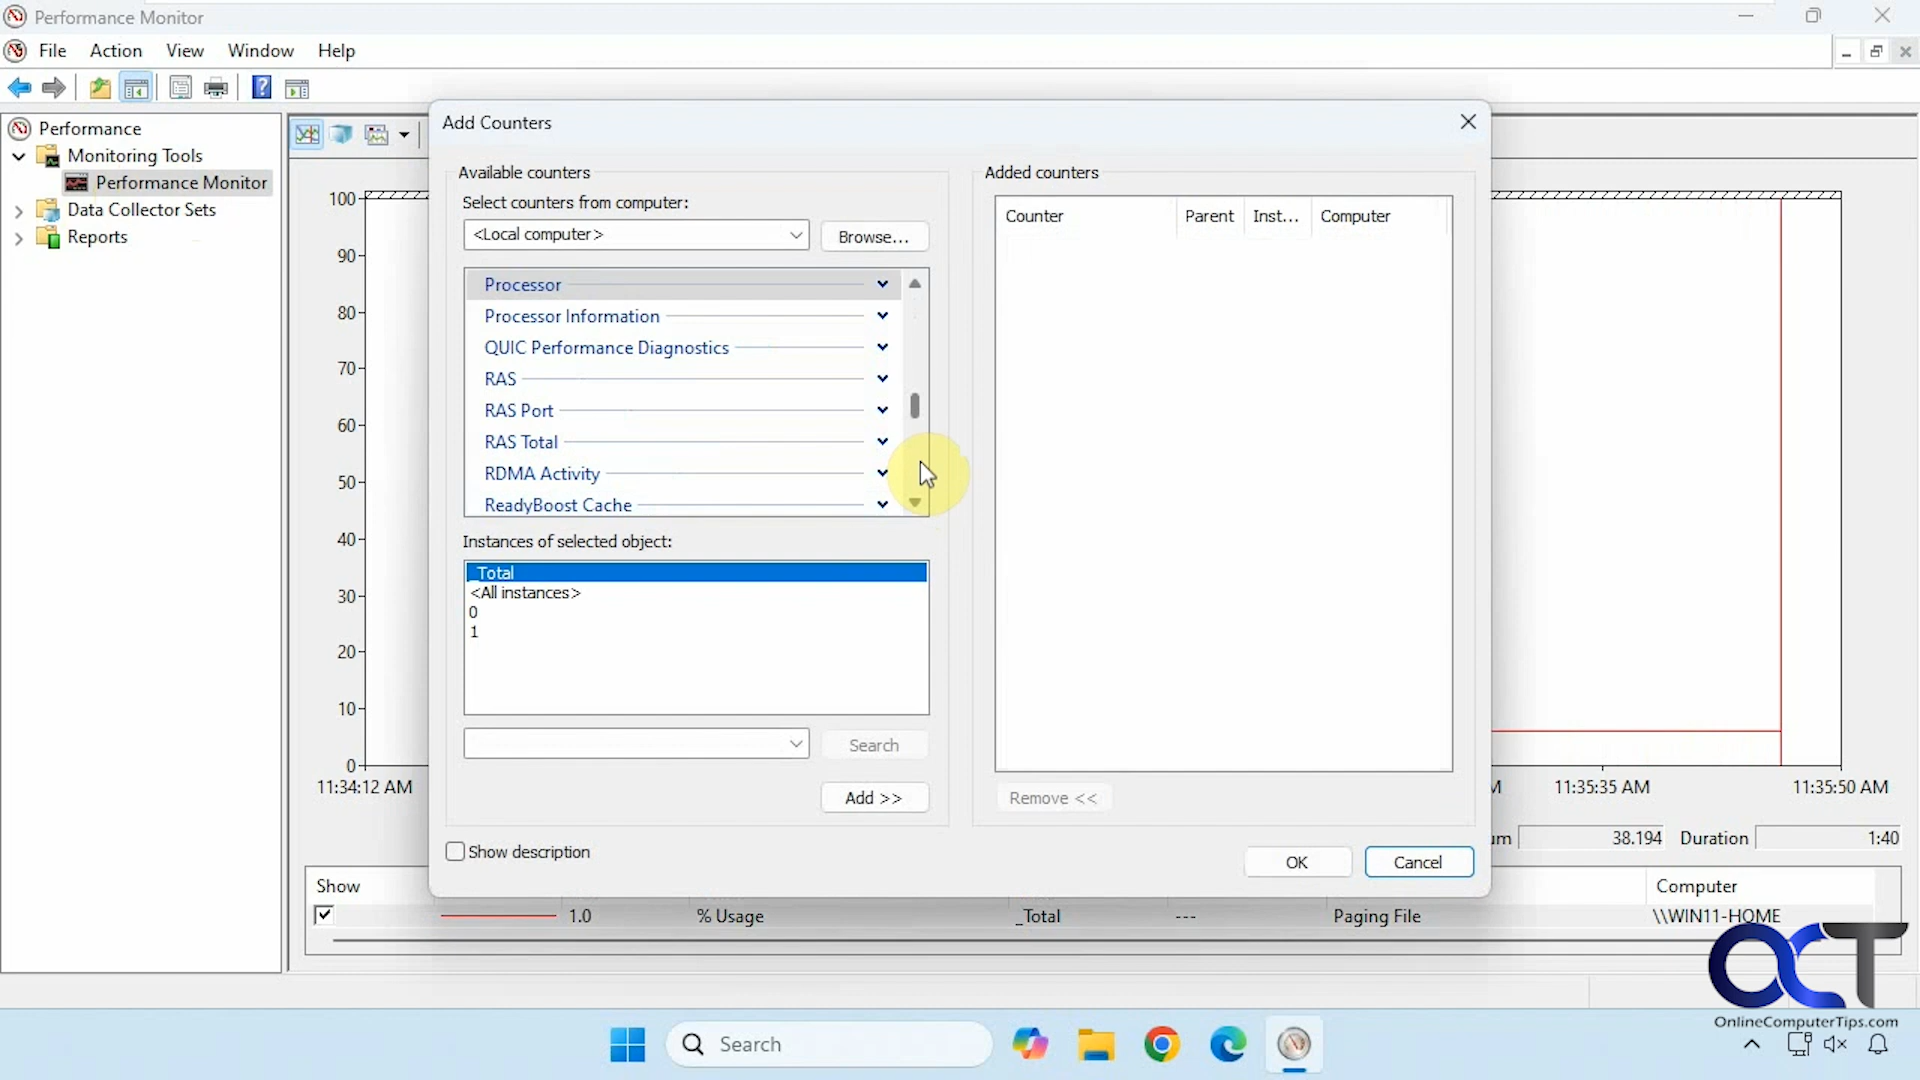 Performance Monitor
File Action View Window Help
Performance
Monitoring Tools
Performance Monitor
Data Collector Sets
Reports
100
90
80
70
60
50
40
30
20
10
0
11:34:12 AM
Add Counters
Available counters
Select counters from computer:
<Local computer>
Browse...
Processor
Processor Information
QUIC Performance Diagnostics
RAS
RAS Port
RAS Total
RDMA Activity
ReadyBoost Cache
Instances of selected object:
_Total
<All instances>
0
1
Search
Add >>
Show description
Added counters
Counter Parent Inst... Computer
Remove <<
OK
Cancel
11:35:35 AM
11:35:50 AM
38.194 Duration 1:40
Show Computer
1.0 % Usage _Total --- Paging File \\WIN11-HOME
OCT
OnlineComputerTips.com
Search